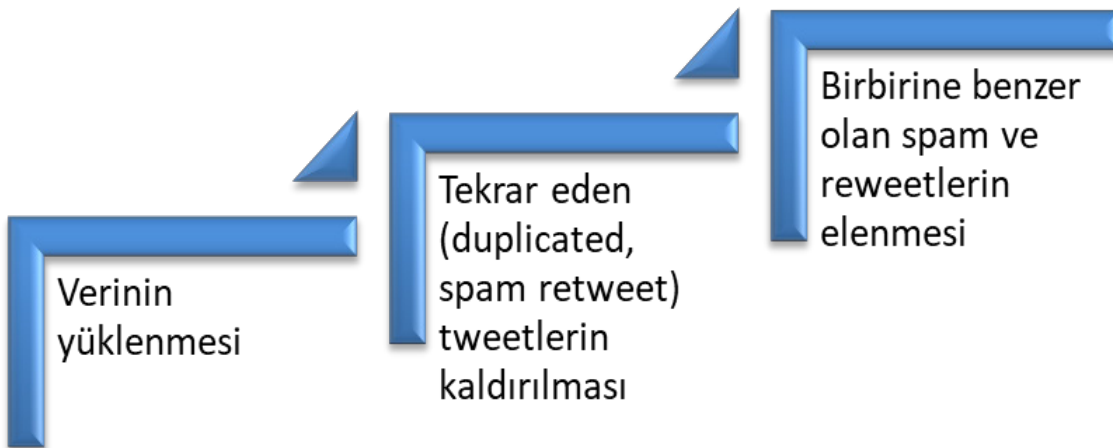 Verinin
yüklenmesi
Tekrar eden
(duplicated,
spam retweet)
tweetlerin
kaldırılması
Birbirine benzer
olan spam ve
reweetlerin
elenmesi